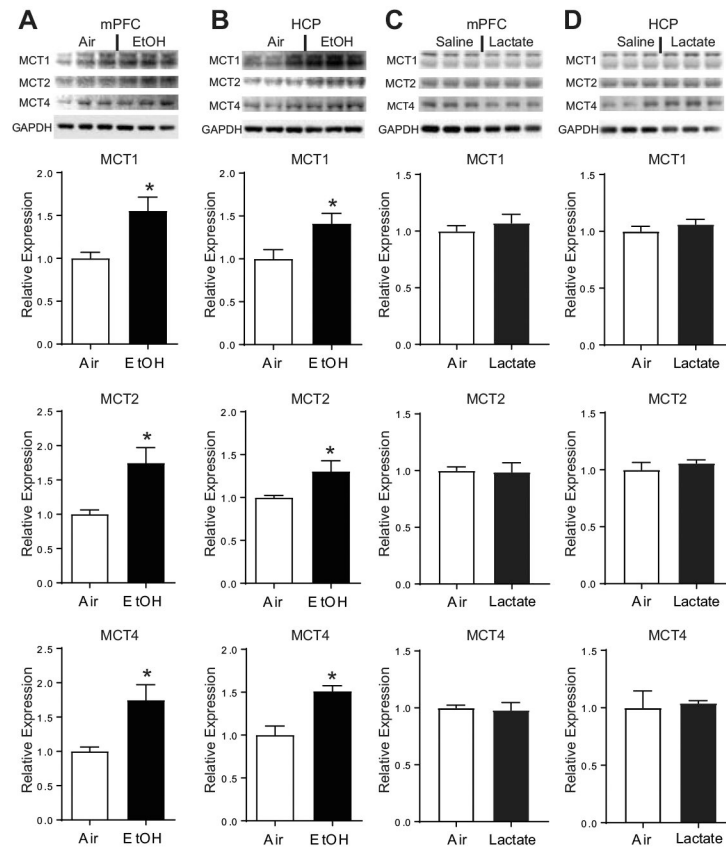 A B C D
mPFC HCP mPFC HCP
Air EtOH Air EtOH Saline Lactate Saline Lactate
MCT1 MCT1 MCT1 MCT1
MCT2 MCT2 MCT2 MCT2
MCT4 MCT4 MCT4 MCT4
GAPDH GAPDH GAPDH GAPDH
MCT1 MCT1 MCT1 MCT1
Relative Expression Relative Expression Relative Expression Relative Expression
2.0 2.0 1.5 1.5
* *
1.5 1.5 1.0 1.0
1.0 1.0
0.5 0.5 0.5 0.5
0.0 0.0 0.0 0.0
Air EtOH Air EtOH Air Lactate Air Lactate
MCT2 MCT2 MCT2 MCT2
Relative Expression Relative Expression Relative Expression Relative Expression
2.5 2.0 1.5 1.5
* *
2.0 1.5 1.0 1.0
1.5 1.0
1.0
0.5 0.5 0.5 0.5
0.0 0.0 0.0 0.0
Air EtOH Air EtOH Air Lactate Air Lactate
MCT4 MCT4 MCT4 MCT4
Relative Expression Relative Expression Relative Expression Relative Expression
2.5 2.0 1.5 1.5
* *
2.0 1.5 1.0 1.0
1.5 1.0
1.0
0.5 0.5 0.5 0.5
0.0 0.0 0.0 0.0
Air EtOH Air EtOH Air Lactate Air Lactate